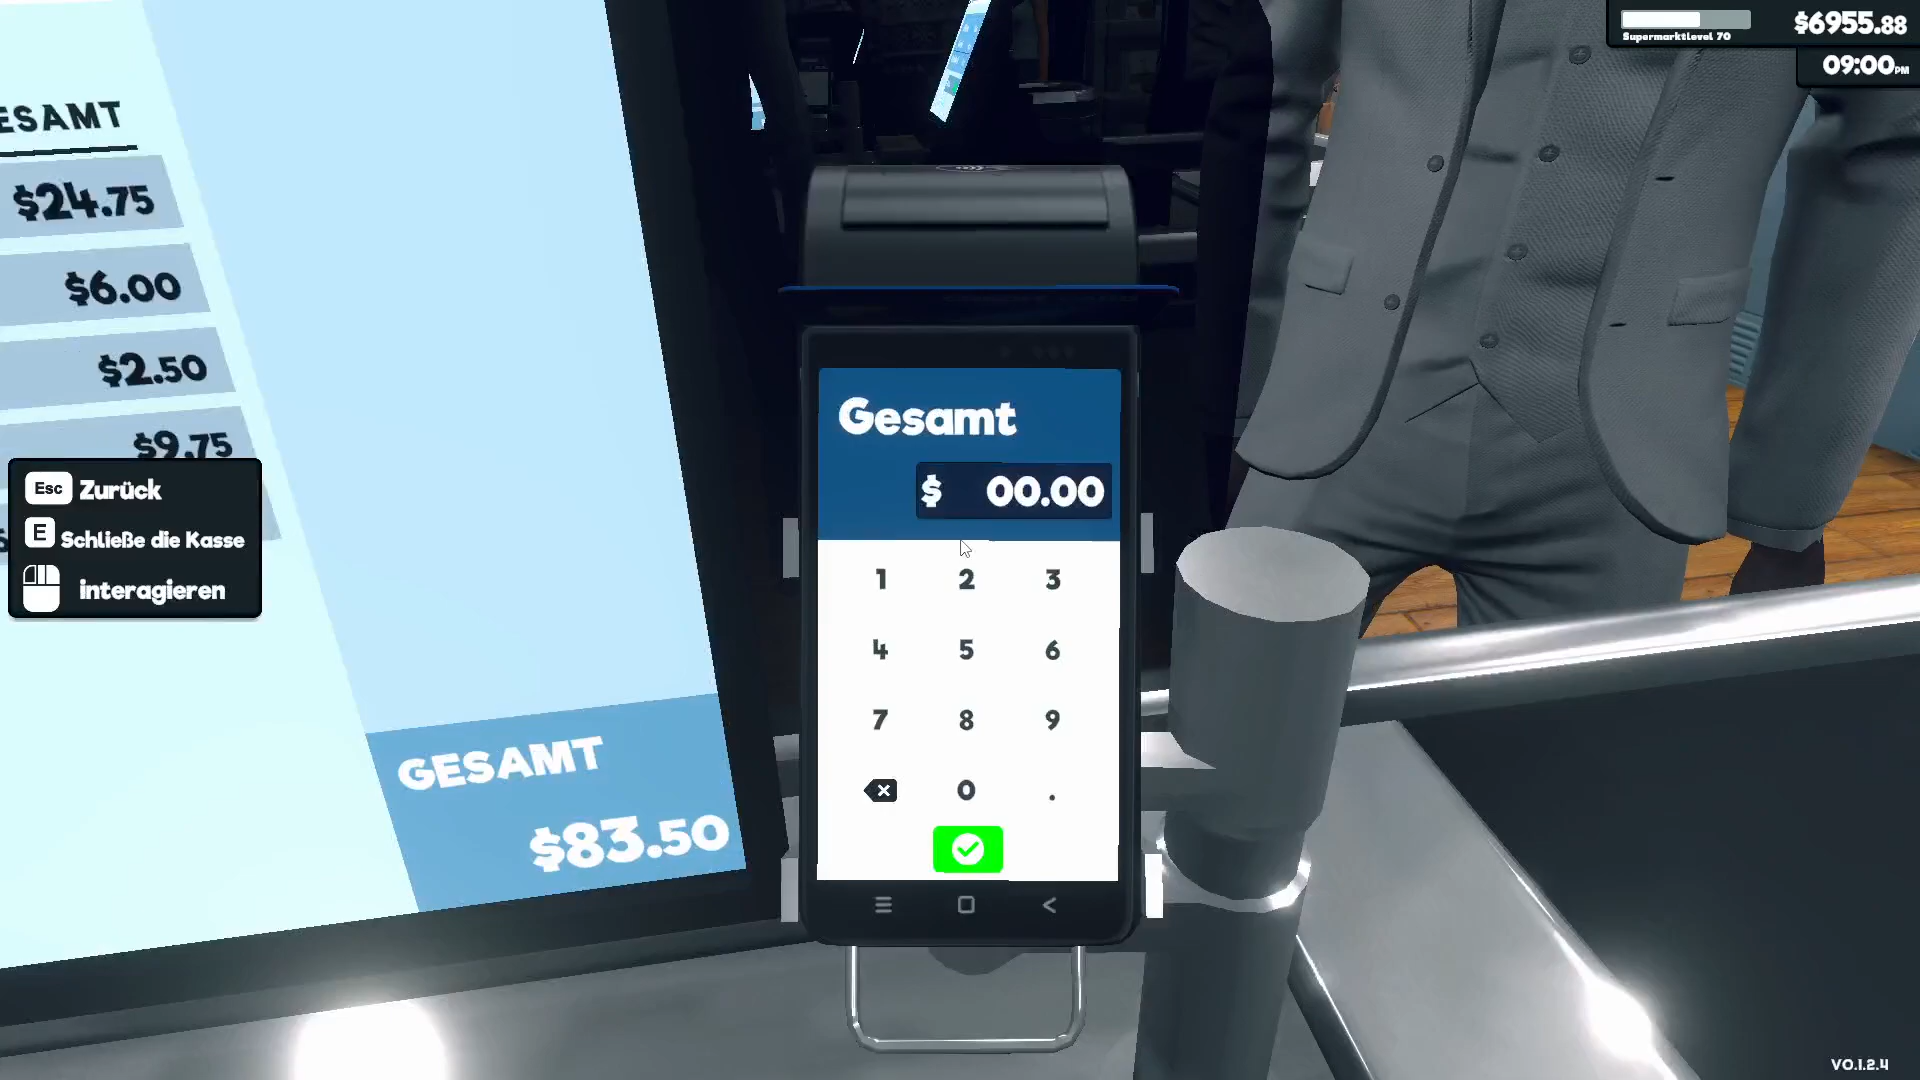 $6955.88
Supermarktlevel 70
09:00PM
ESAMT
$24.75
$6.00
$2.50
$9.75
Esc Zurück
E Schließe die Kasse
interagieren
Gesamt
$ 00.00
1 2 3
4 5 6
7 8 9
0 .
GESAMT
$83.50
V0.1.2.4